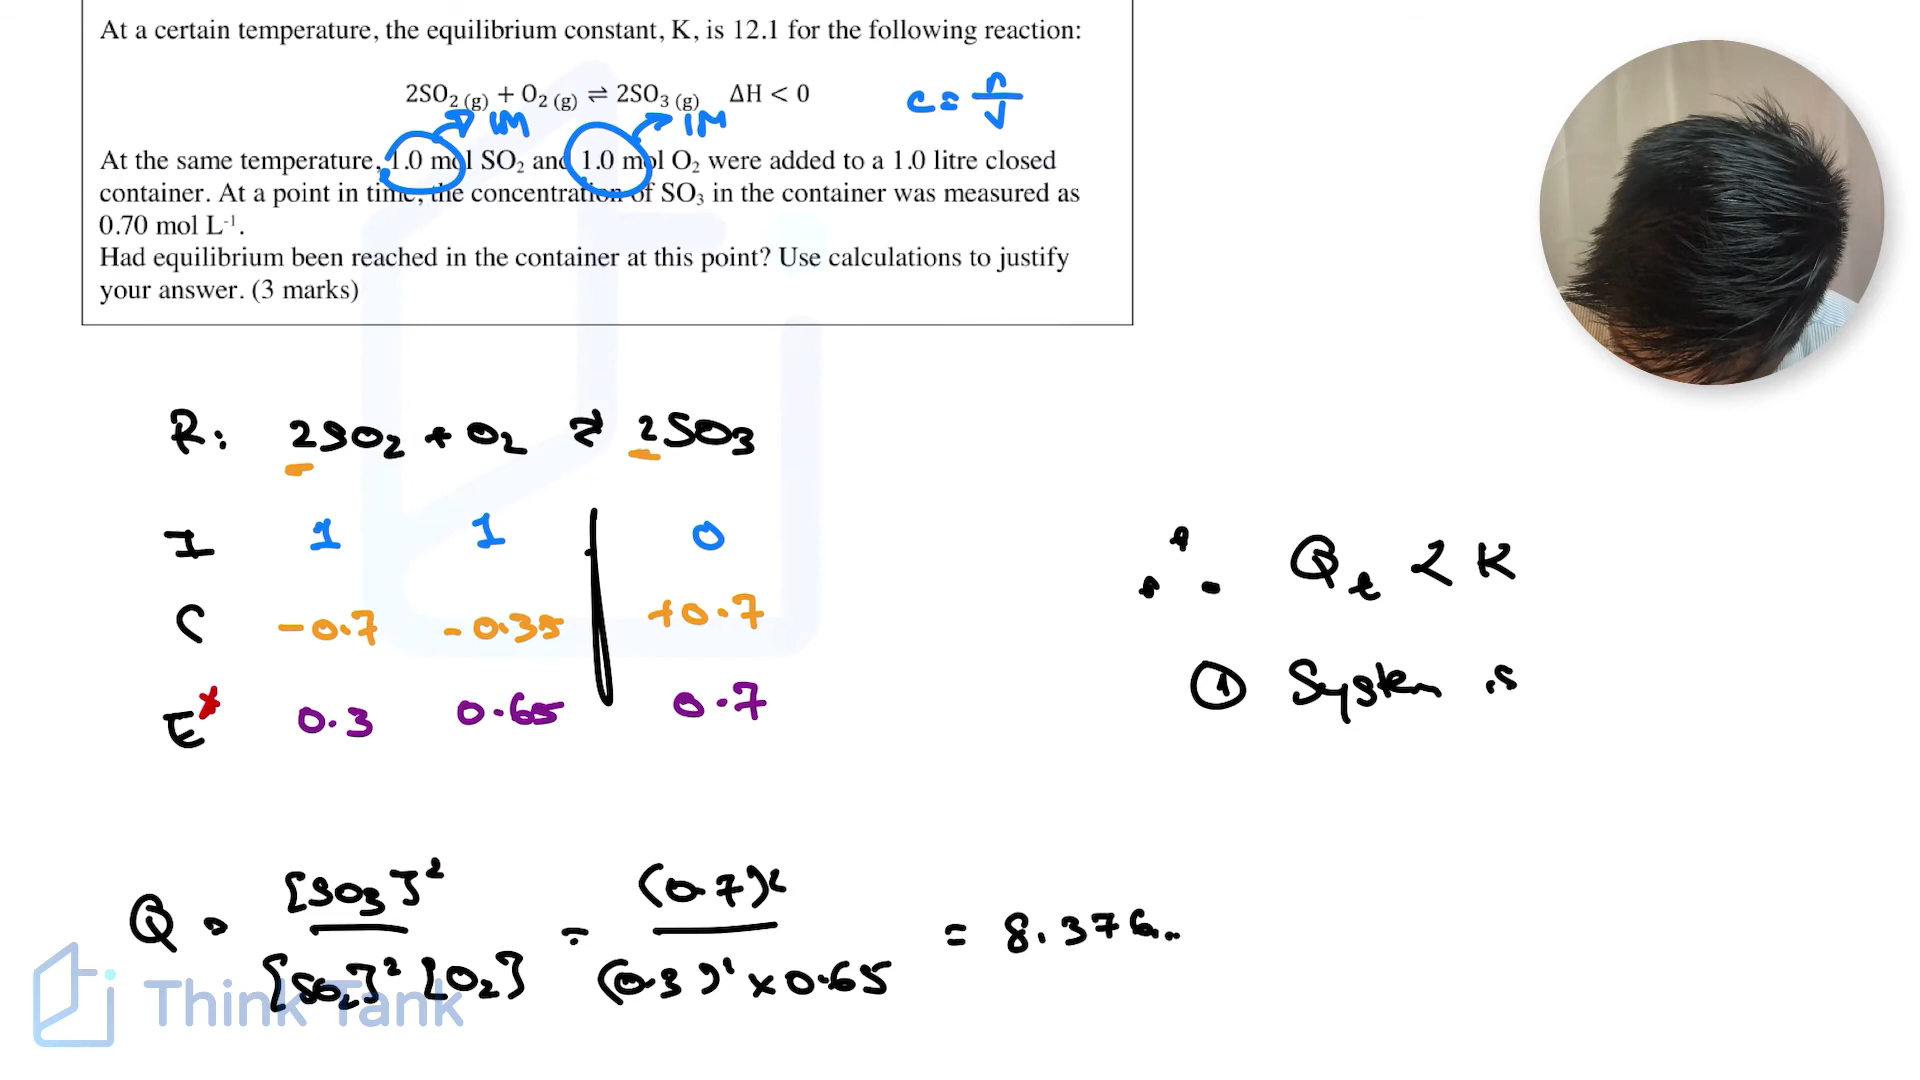 At a certain temperature, the equilibrium constant, K, is 12.1 for the following reaction:
2SO₂ (g) + O₂ (g) ⇌ 2SO₃ (g) ΔH < 0
c = n/V
1M
1M
At the same temperature, 1.0 mol SO₂ and 1.0 mol O₂ were added to a 1.0 litre closed
container. At a point in time, the concentration of SO₃ in the container was measured as
0.70 mol L⁻¹.
Had equilibrium been reached in the container at this point? Use calculations to justify
your answer. (3 marks)
R: 2SO₂ + O₂ ⇌ 2SO₃
I 1 1 0
C -0.7 -0.35 +0.7
E* 0.3 0.65 0.7
∴ Qₜ < K
① System is
Q = [SO₃]² / [SO₂]² [O₂] = (0.7)² / (0.3)² × 0.65 = 8.376...
Think Tank